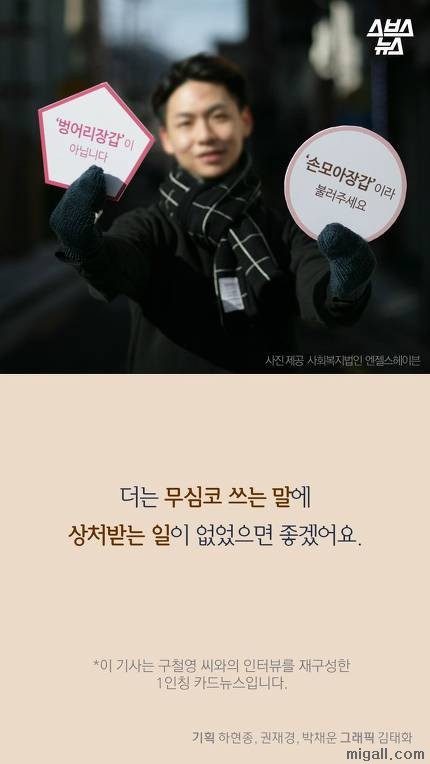 스브스
뉴스
'벙어리장갑'이
아닙니다
'손모아장갑'이라
불러주세요
사진 제공 사회복지법인 엔젤스헤이븐
더는 무심코 쓰는 말에
상처받는 일이 없었으면 좋겠어요.
*이 기사는 구철영 씨와의 인터뷰를 재구성한
1인칭 카드뉴스입니다.
기획 하현종, 권재경, 박채운 그래픽 김태화
migall.com